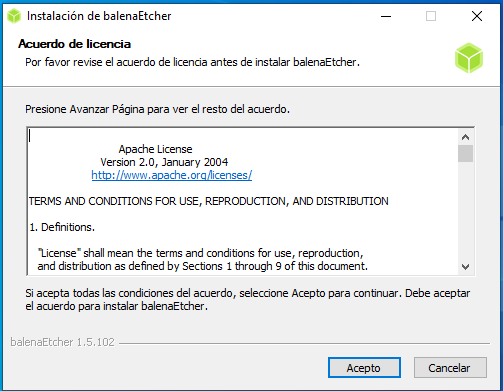 Instalación de balenaEtcher
Acuerdo de licencia
Por favor revise el acuerdo de licencia antes de instalar balenaEtcher.
Presione Avanzar Página para ver el resto del acuerdo.
Apache License
Version 2.0, January 2004
http://www.apache.org/licenses/
TERMS AND CONDITIONS FOR USE, REPRODUCTION, AND DISTRIBUTION
1. Definitions.
"License" shall mean the terms and conditions for use, reproduction,
and distribution as defined by Sections 1 through 9 of this document.
Si acepta todas las condiciones del acuerdo, seleccione Acepto para continuar. Debe aceptar
el acuerdo para instalar balenaEtcher.
balenaEtcher 1.5.102
Acepto
Cancelar